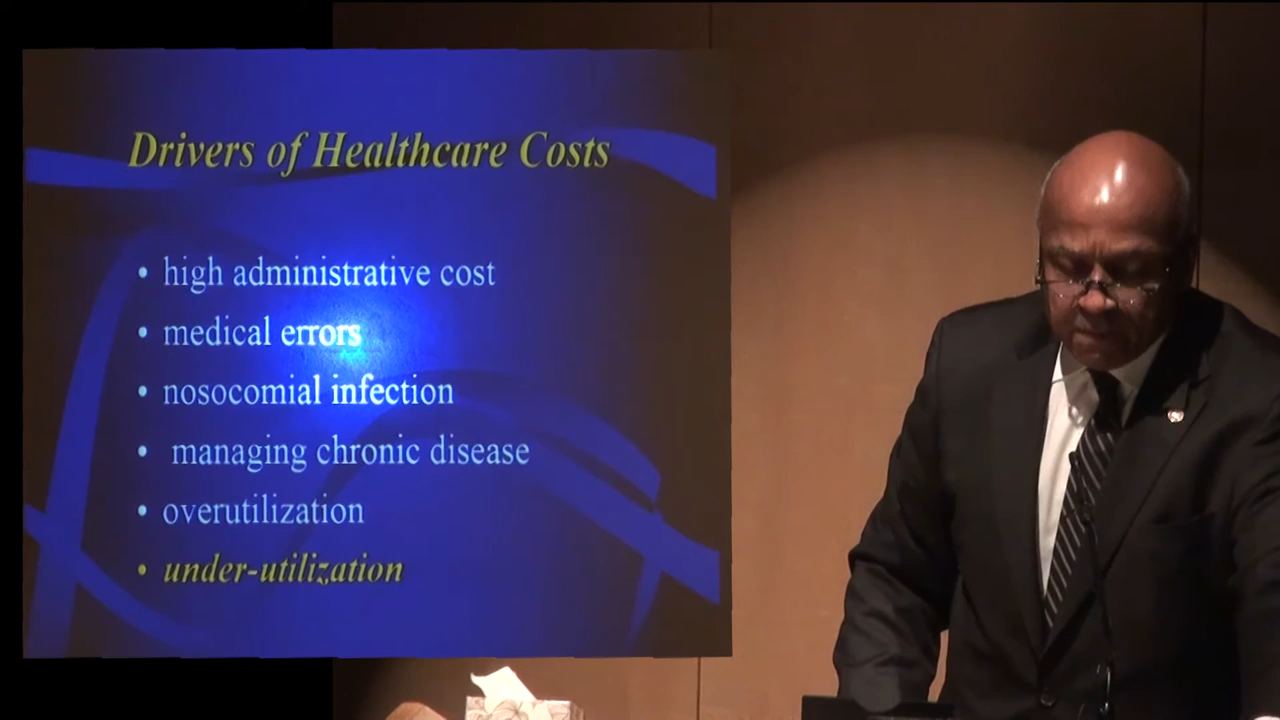 Drivers of Healthcare Costs
• high administrative cost
• medical errors
• nosocomial infection
• managing chronic disease
• overutilization
• under-utilization